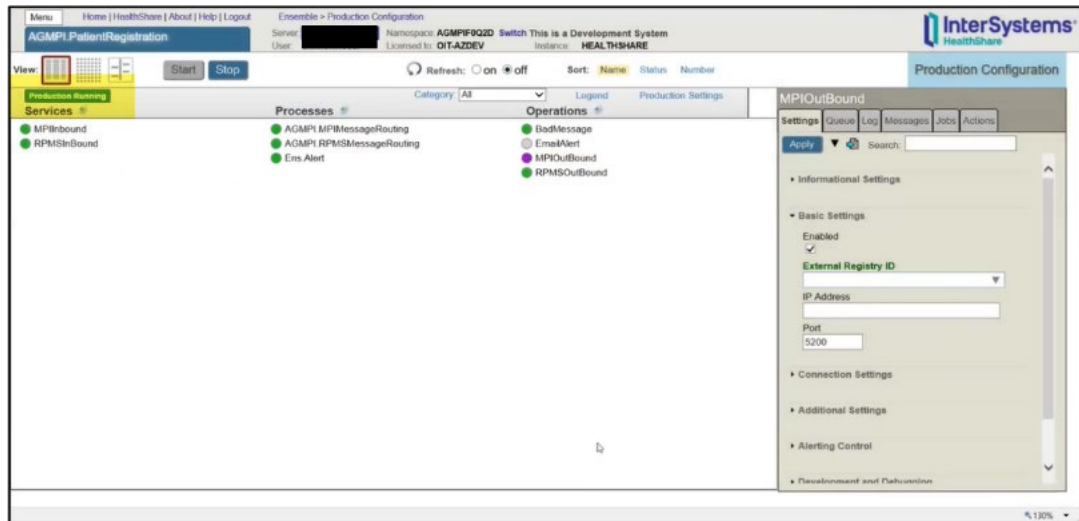 Menu Home | HealthShare | About | Help | Logout Ensemble > Production Configuration
AGMPI.PatientRegistration
Server: Namespace: AGMPIF0Q2D Switch This is a Development System
User: Licensed to: OIT-AZDEV Instance: HEALTHSHARE
InterSystems
HealthShare
View: Start Stop Refresh: on off Sort: Name Status Number Production Configuration
Production Running Category: All Legend Production Settings
Services Processes Operations
MPIInbound AGMPI.MPIMessageRouting BadMessage
RPMSInBound AGMPI.RPMSMessageRouting EmailAlert
Ens.Alert MPIOutBound
RPMSOutBound
MPIOutBound
Settings Queue Log Messages Jobs Actions
Apply Search:
Informational Settings
Basic Settings
Enabled
External Registry ID
IP Address
Port
5200
Connection Settings
Additional Settings
Alerting Control
Development and Debugging
130%